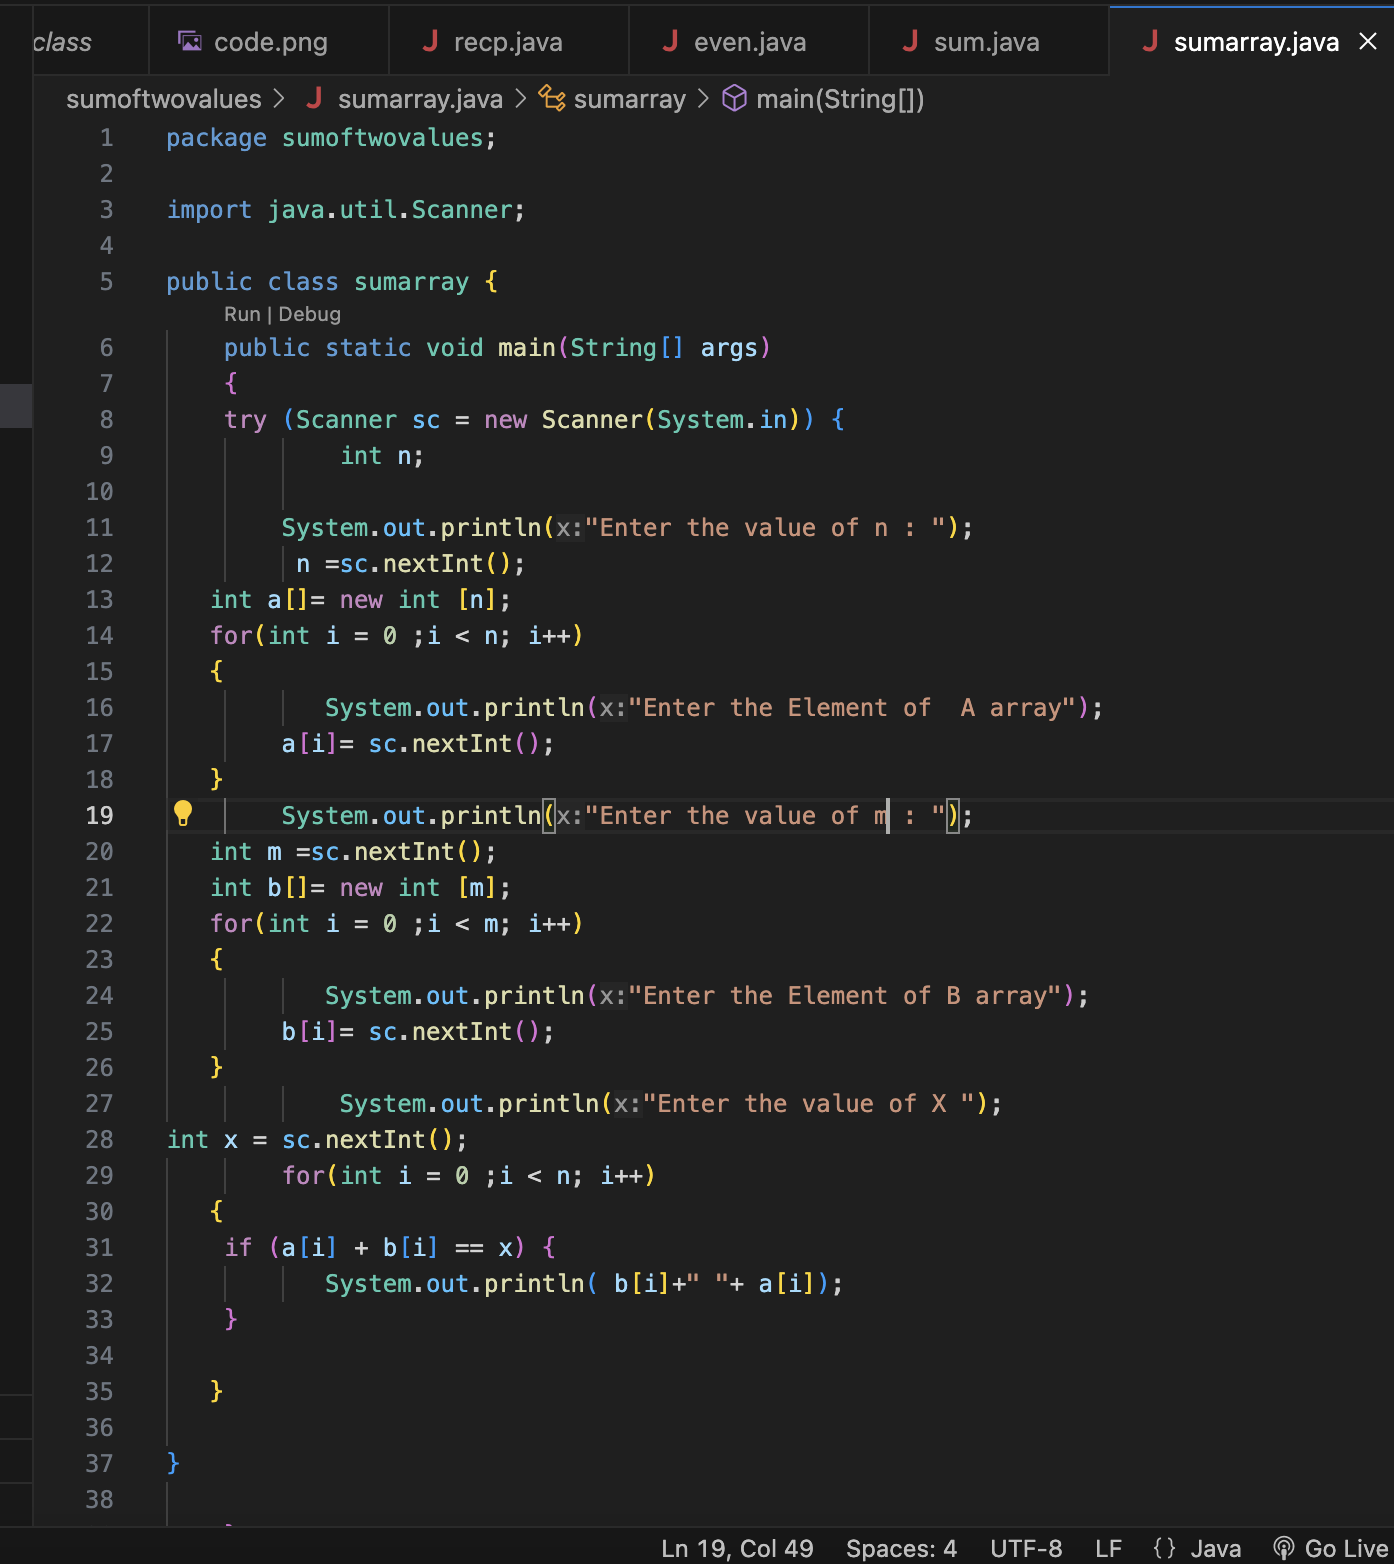 class code.png J recp.java J even.java J sum.java J sumarray.java
sumoftwovalues > J sumarray.java > sumarray > main(String[])
1 package sumoftwovalues;
2
3 import java.util.Scanner;
4
5 public class sumarray {
Run | Debug
6 public static void main(String[] args)
7 {
8 try (Scanner sc = new Scanner(System.in)) {
9 int n;
10
11 System.out.println(x:"Enter the value of n : ");
12 n =sc.nextInt();
13 int a[]= new int [n];
14 for(int i = 0 ;i < n; i++)
15 {
16 System.out.println(x:"Enter the Element of  A array");
17 a[i]= sc.nextInt();
18 }
19 System.out.println(x:"Enter the value of m : ");
20 int m =sc.nextInt();
21 int b[]= new int [m];
22 for(int i = 0 ;i < m; i++)
23 {
24 System.out.println(x:"Enter the Element of B array");
25 b[i]= sc.nextInt();
26 }
27 System.out.println(x:"Enter the value of X ");
28 int x = sc.nextInt();
29 for(int i = 0 ;i < n; i++)
30 {
31 if (a[i] + b[i] == x) {
32 System.out.println( b[i]+" "+ a[i]);
33 }
34
35 }
36
37 }
38
Ln 19, Col 49 Spaces: 4 UTF-8 LF {} Java Go Live